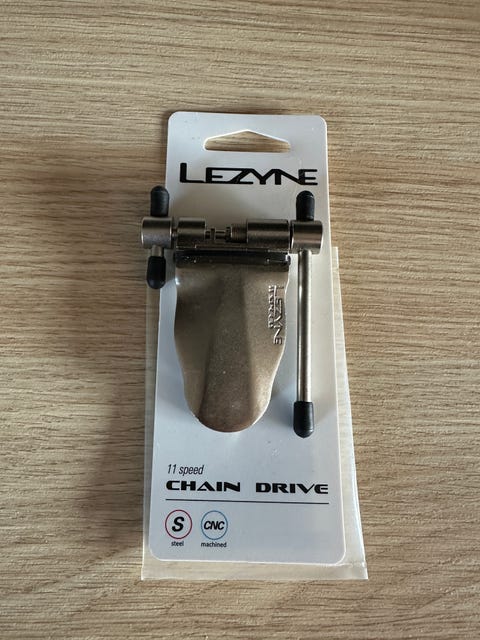 LEZYNE
LEZYNE
11 speed
CHAIN DRIVE
S
CNC
steel
machined